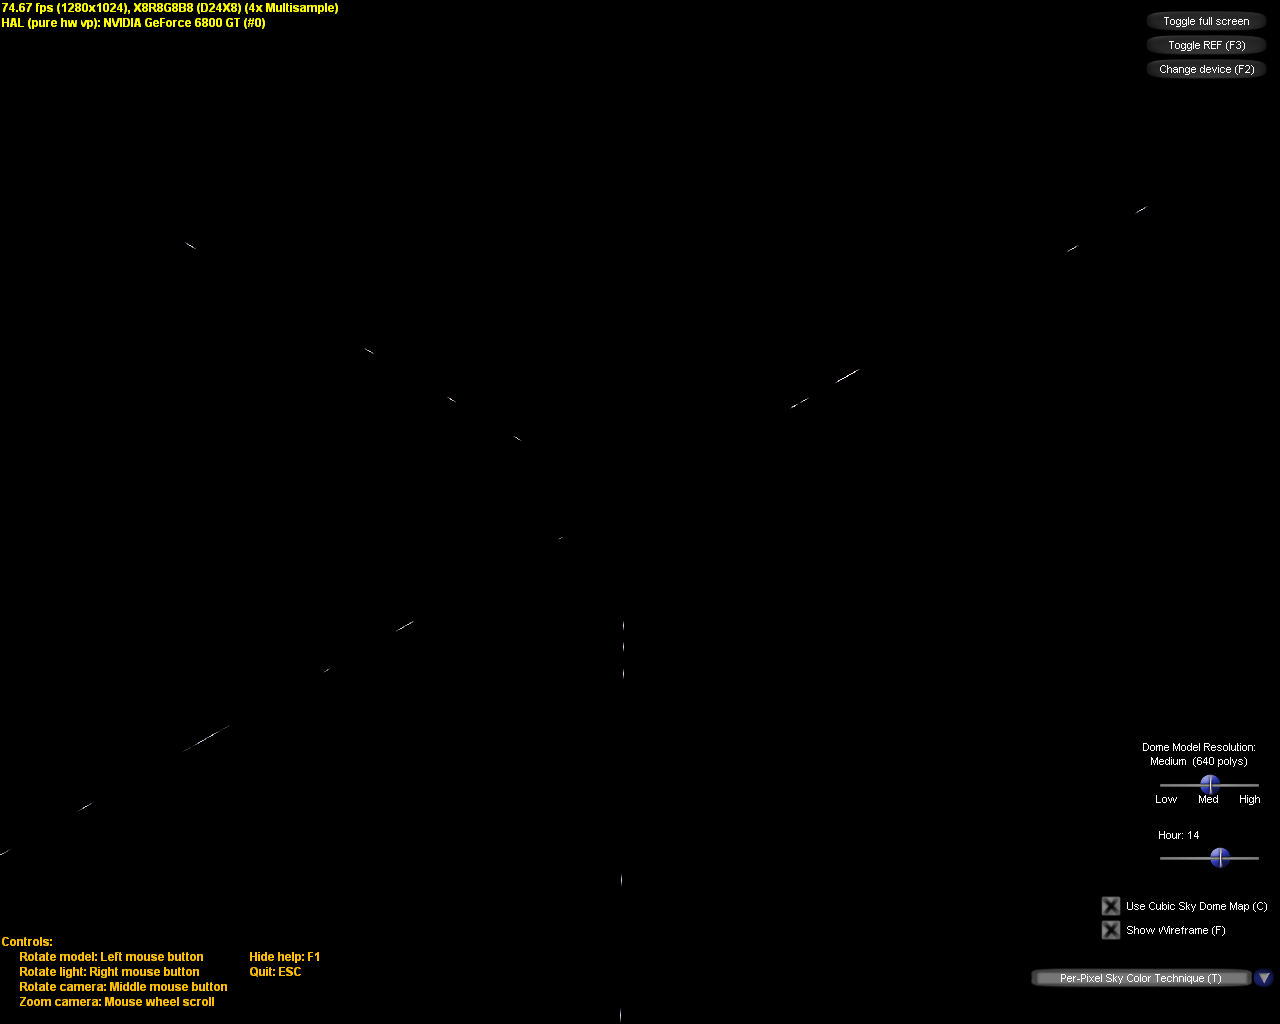 74.67 fps (1280x1024), X8R8G8B8 (D24X8) (4x Multisample)
HAL (pure hw vp): NVIDIA GeForce 6800 GT (#0)
Toggle full screen
Toggle REF (F3)
Change device (F2)
Dome Model Resolution:
Medium (640 polys)
Low Med High
Hour: 14
Use Cubic Sky Dome Map (C)
Show Wireframe (F)
Per-Pixel Sky Color Technique (T)
Controls:
Rotate model: Left mouse button
Rotate light: Right mouse button
Rotate camera: Middle mouse button
Zoom camera: Mouse wheel scroll
Hide help: F1
Quit: ESC